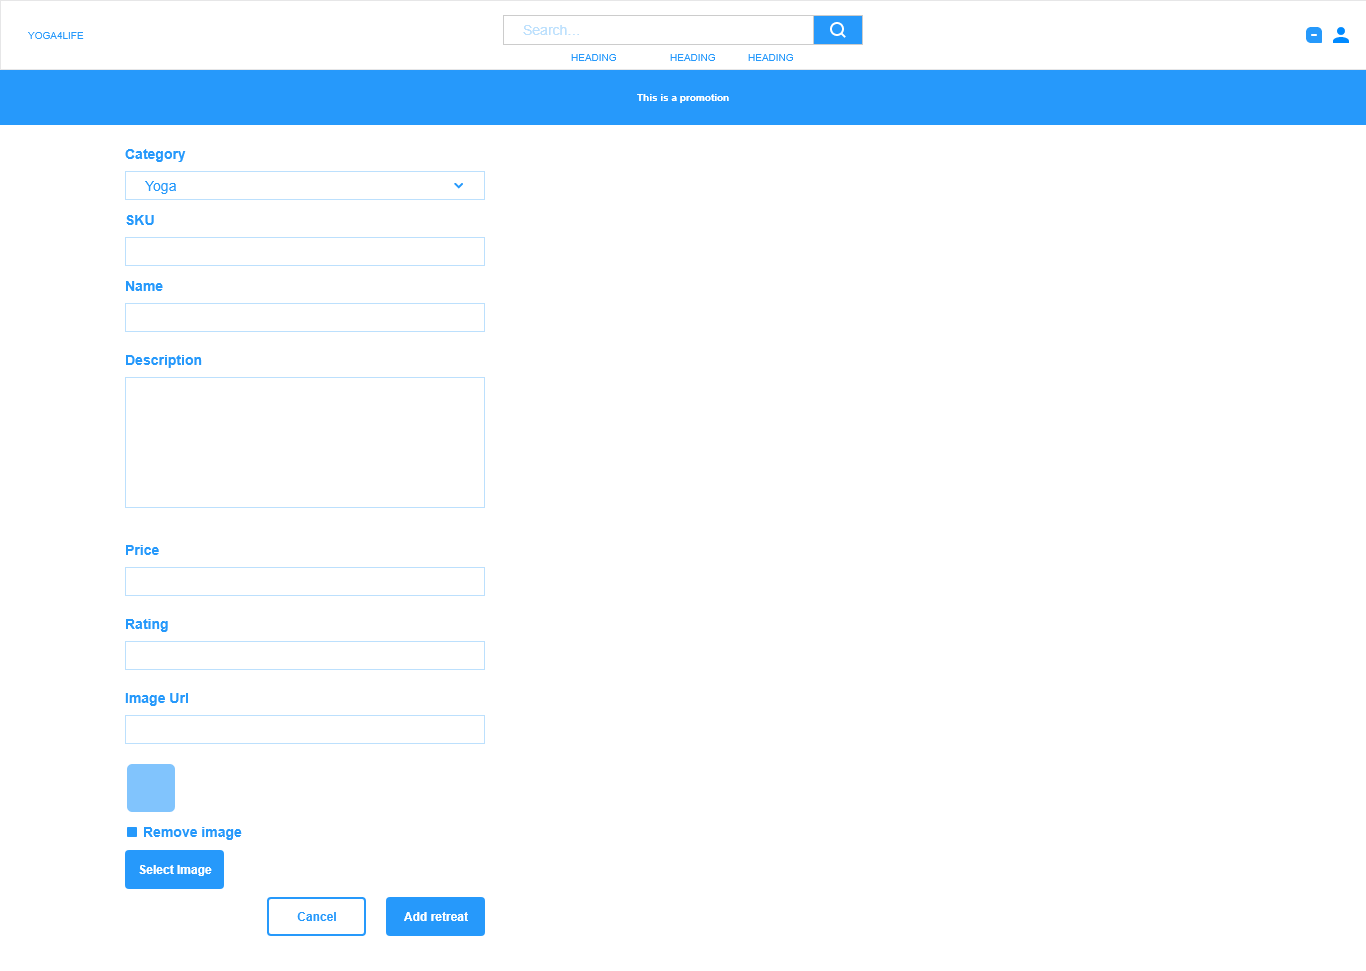 YOGA4LIFE
Search...
HEADING HEADING HEADING
This is a promotion
Category
Yoga
SKU
Name
Description
Price
Rating
Image Url
Remove image
Select Image
Cancel Add retreat